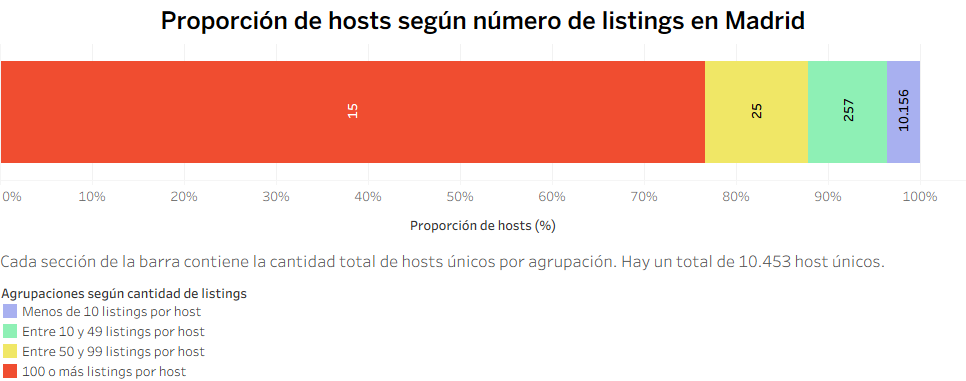 Proporción de hosts según número de listings en Madrid
15
25
257
10.156
0% 10% 20% 30% 40% 50% 60% 70% 80% 90% 100%
Proporción de hosts (%)
Cada sección de la barra contiene la cantidad total de hosts únicos por agrupación. Hay un total de 10.453 host únicos.
Agrupaciones según cantidad de listings
Menos de 10 listings por host
Entre 10 y 49 listings por host
Entre 50 y 99 listings por host
100 o más listings por host